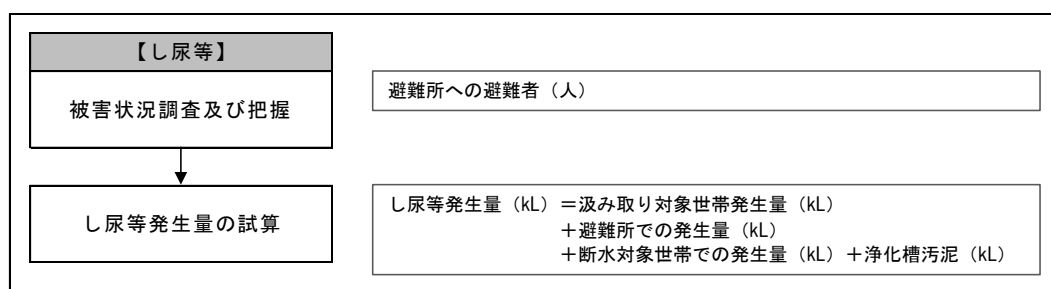 【し尿等】
被害状況調査及び把握
避難所への避難者（人）
し尿等発生量の試算
し尿等発生量（kL）＝汲み取り対象世帯発生量（kL）
＋避難所での発生量（kL）
＋断水対象世帯での発生量（kL）＋浄化槽汚泥（kL）